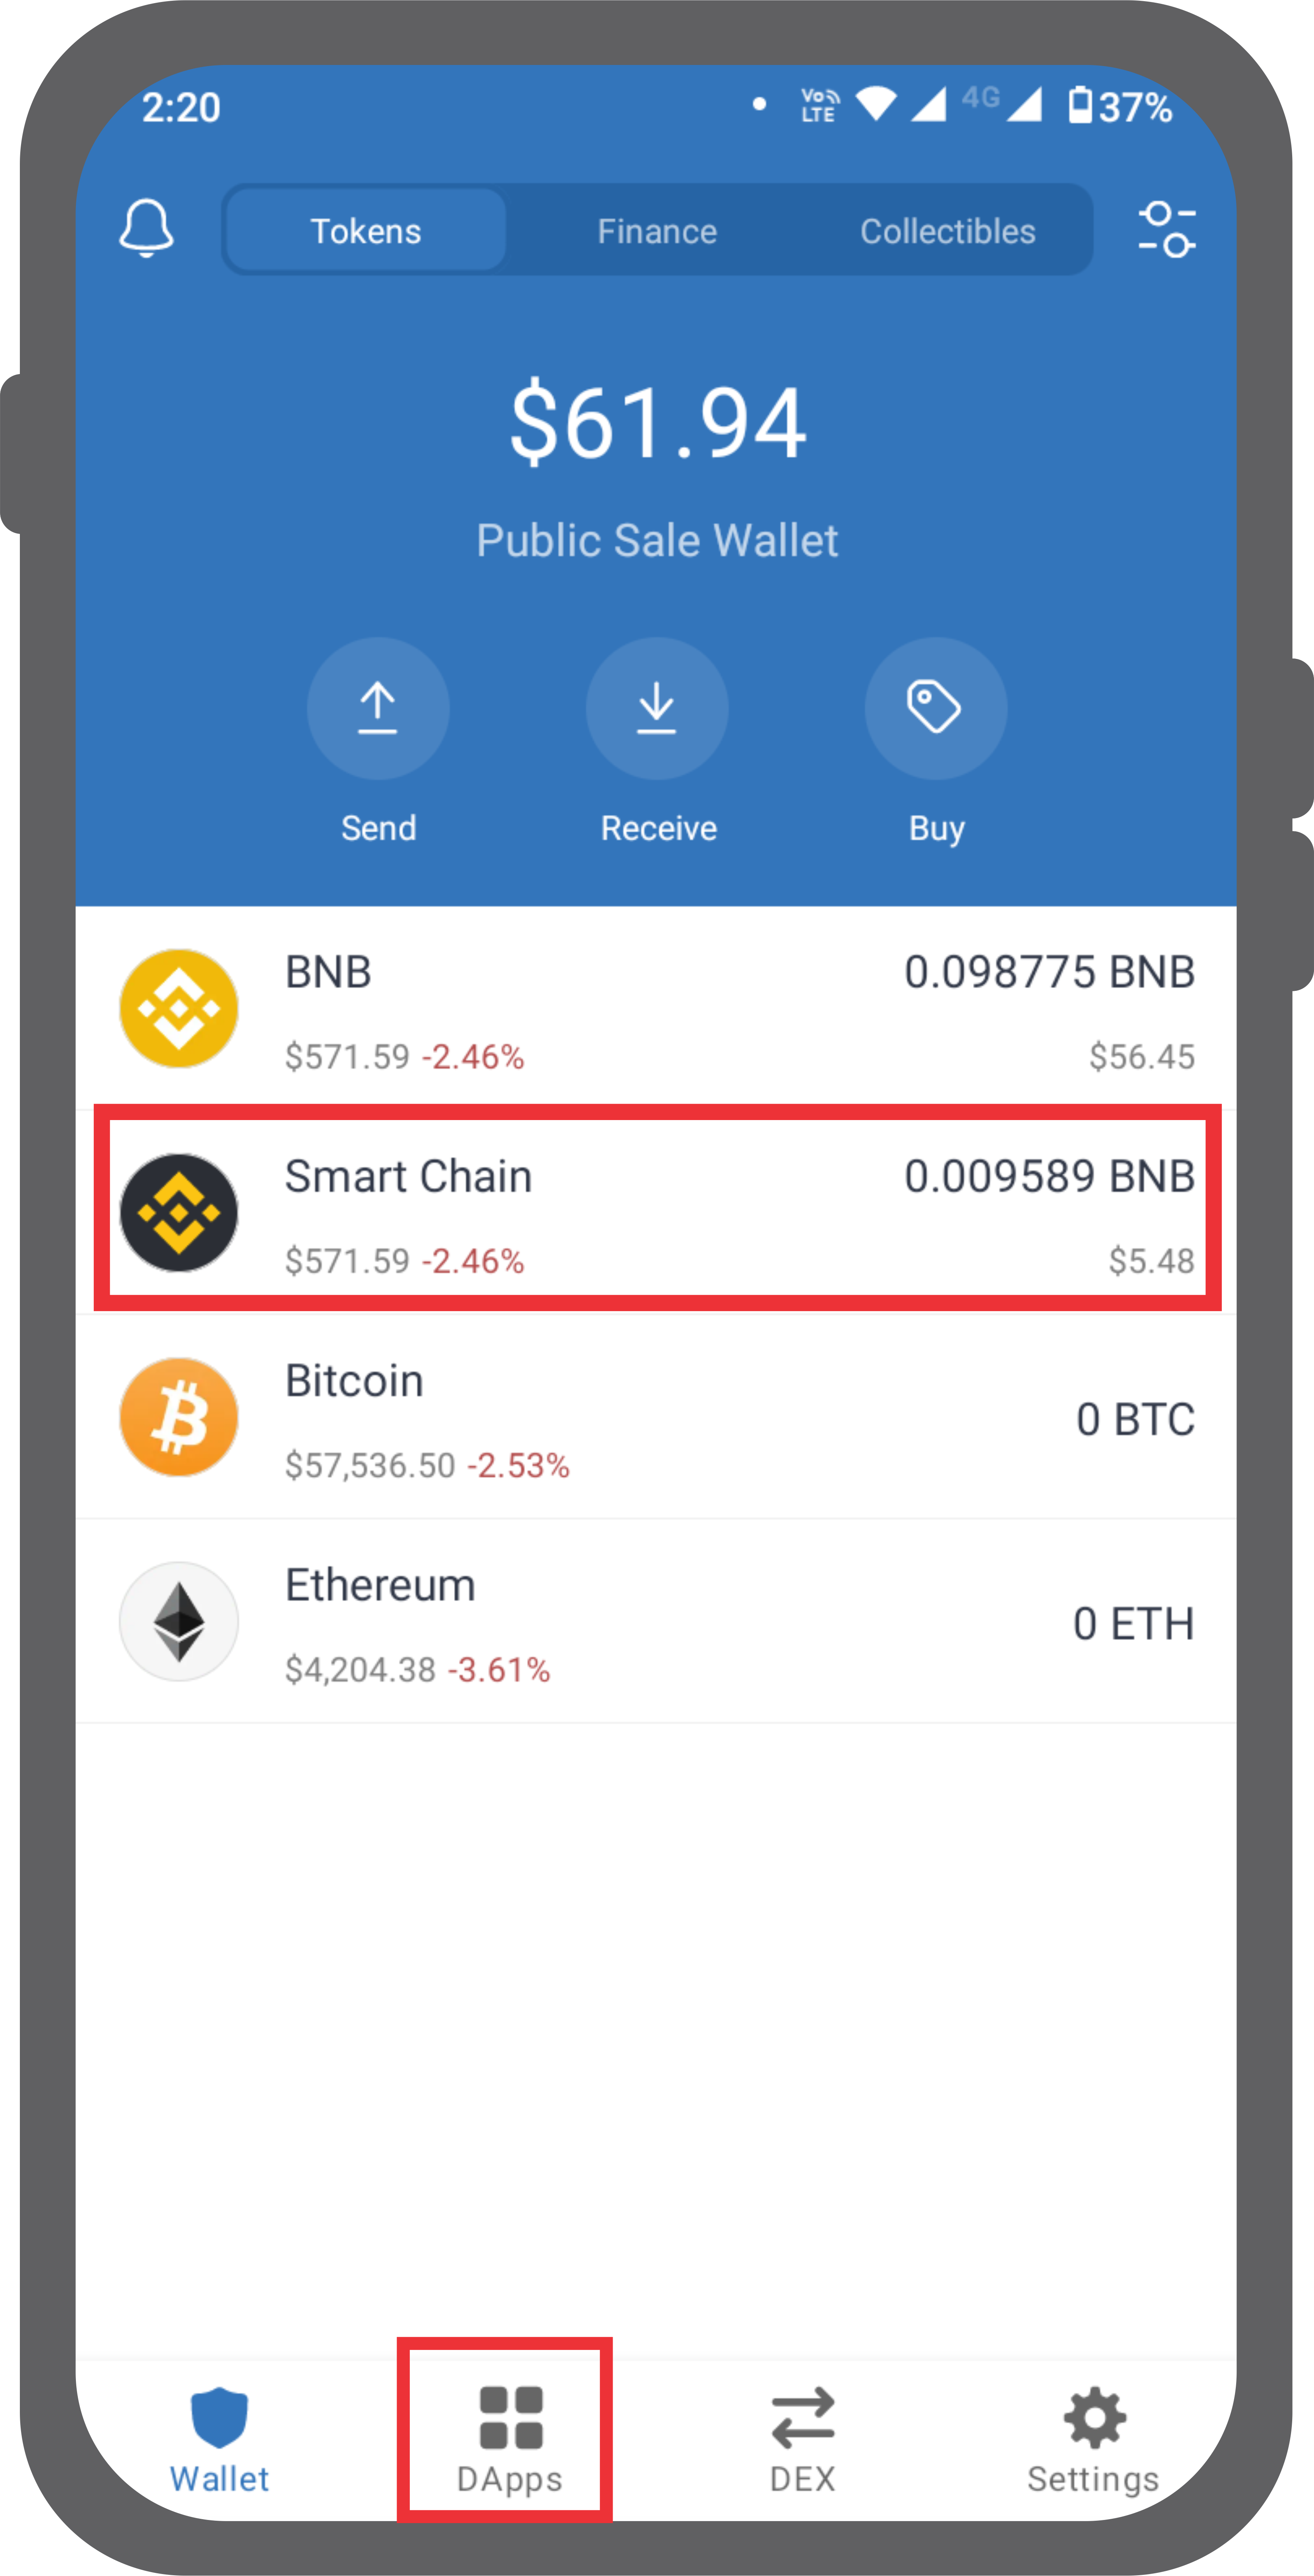 2:20 VoLTE 4G 37%
Tokens Finance Collectibles
$61.94
Public Sale Wallet
Send Receive Buy
BNB 0.098775 BNB
$571.59 -2.46% $56.45
Smart Chain 0.009589 BNB
$571.59 -2.46% $5.48
Bitcoin 0 BTC
$57,536.50 -2.53%
Ethereum 0 ETH
$4,204.38 -3.61%
Wallet DApps DEX Settings